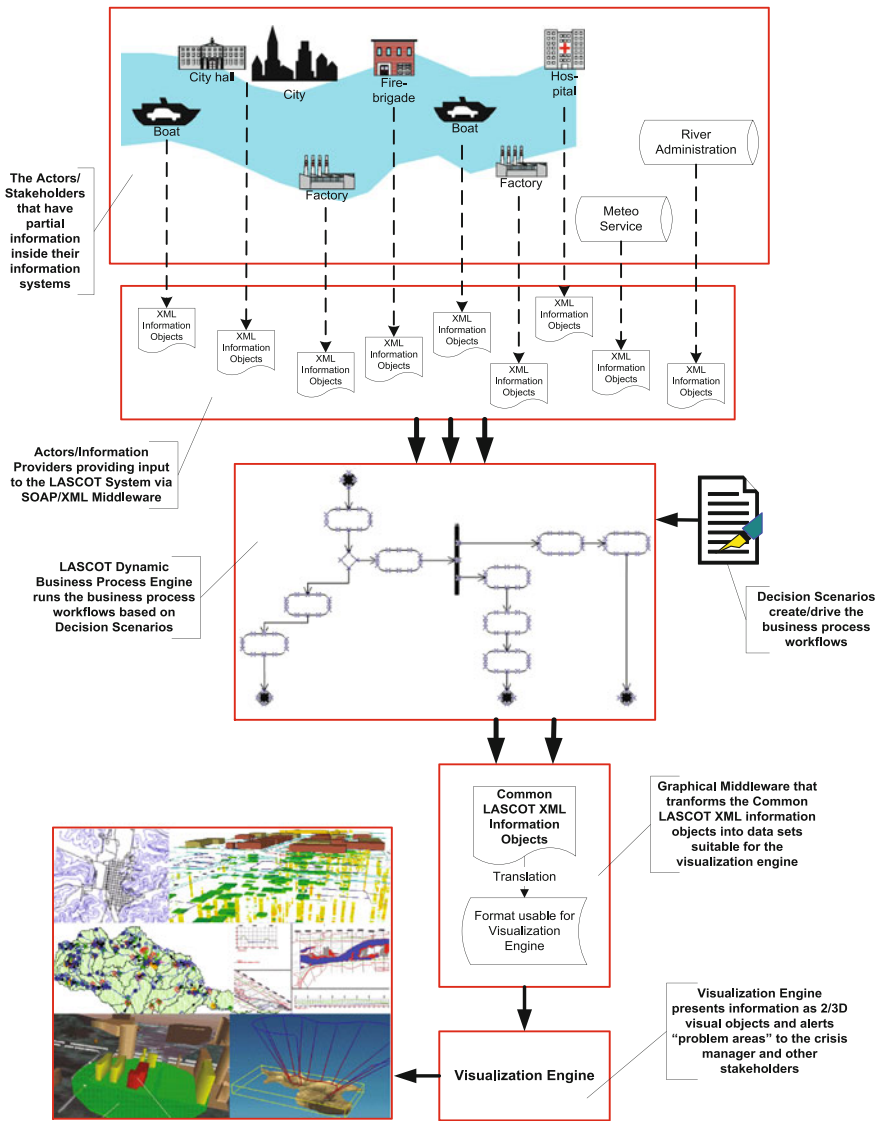 City hall
City
Fire-
brigade
Hos-
pital
Boat
Boat
River
Administration
Factory
Factory
Meteo
Service
The Actors/
Stakeholders
that have
partial
information
inside their
information
systems
XML
Information
Objects
XML
Information
Objects
XML
Information
Objects
XML
Information
Objects
XML
Information
Objects
XML
Information
Objects
XML
Information
Objects
XML
Information
Objects
XML
Information
Objects
Actors/Information
Providers providing input
to the LASCOT System via
SOAP/XML Middleware
LASCOT Dynamic
Business Process Engine
runs the business process
workflows based on
Decision Scenarios
Decision Scenarios
create/drive the
business process
workflows
Common
LASCOT XML
Information
Objects
Translation
Format usable for
Visualization
Engine
Graphical Middleware that
tranforms the Common
LASCOT XML information
objects into data sets
suitable for the
visualization engine
Visualization Engine
Visualization Engine
presents information as 2/3D
visual objects and alerts
“problem areas” to the crisis
manager and other
stakeholders